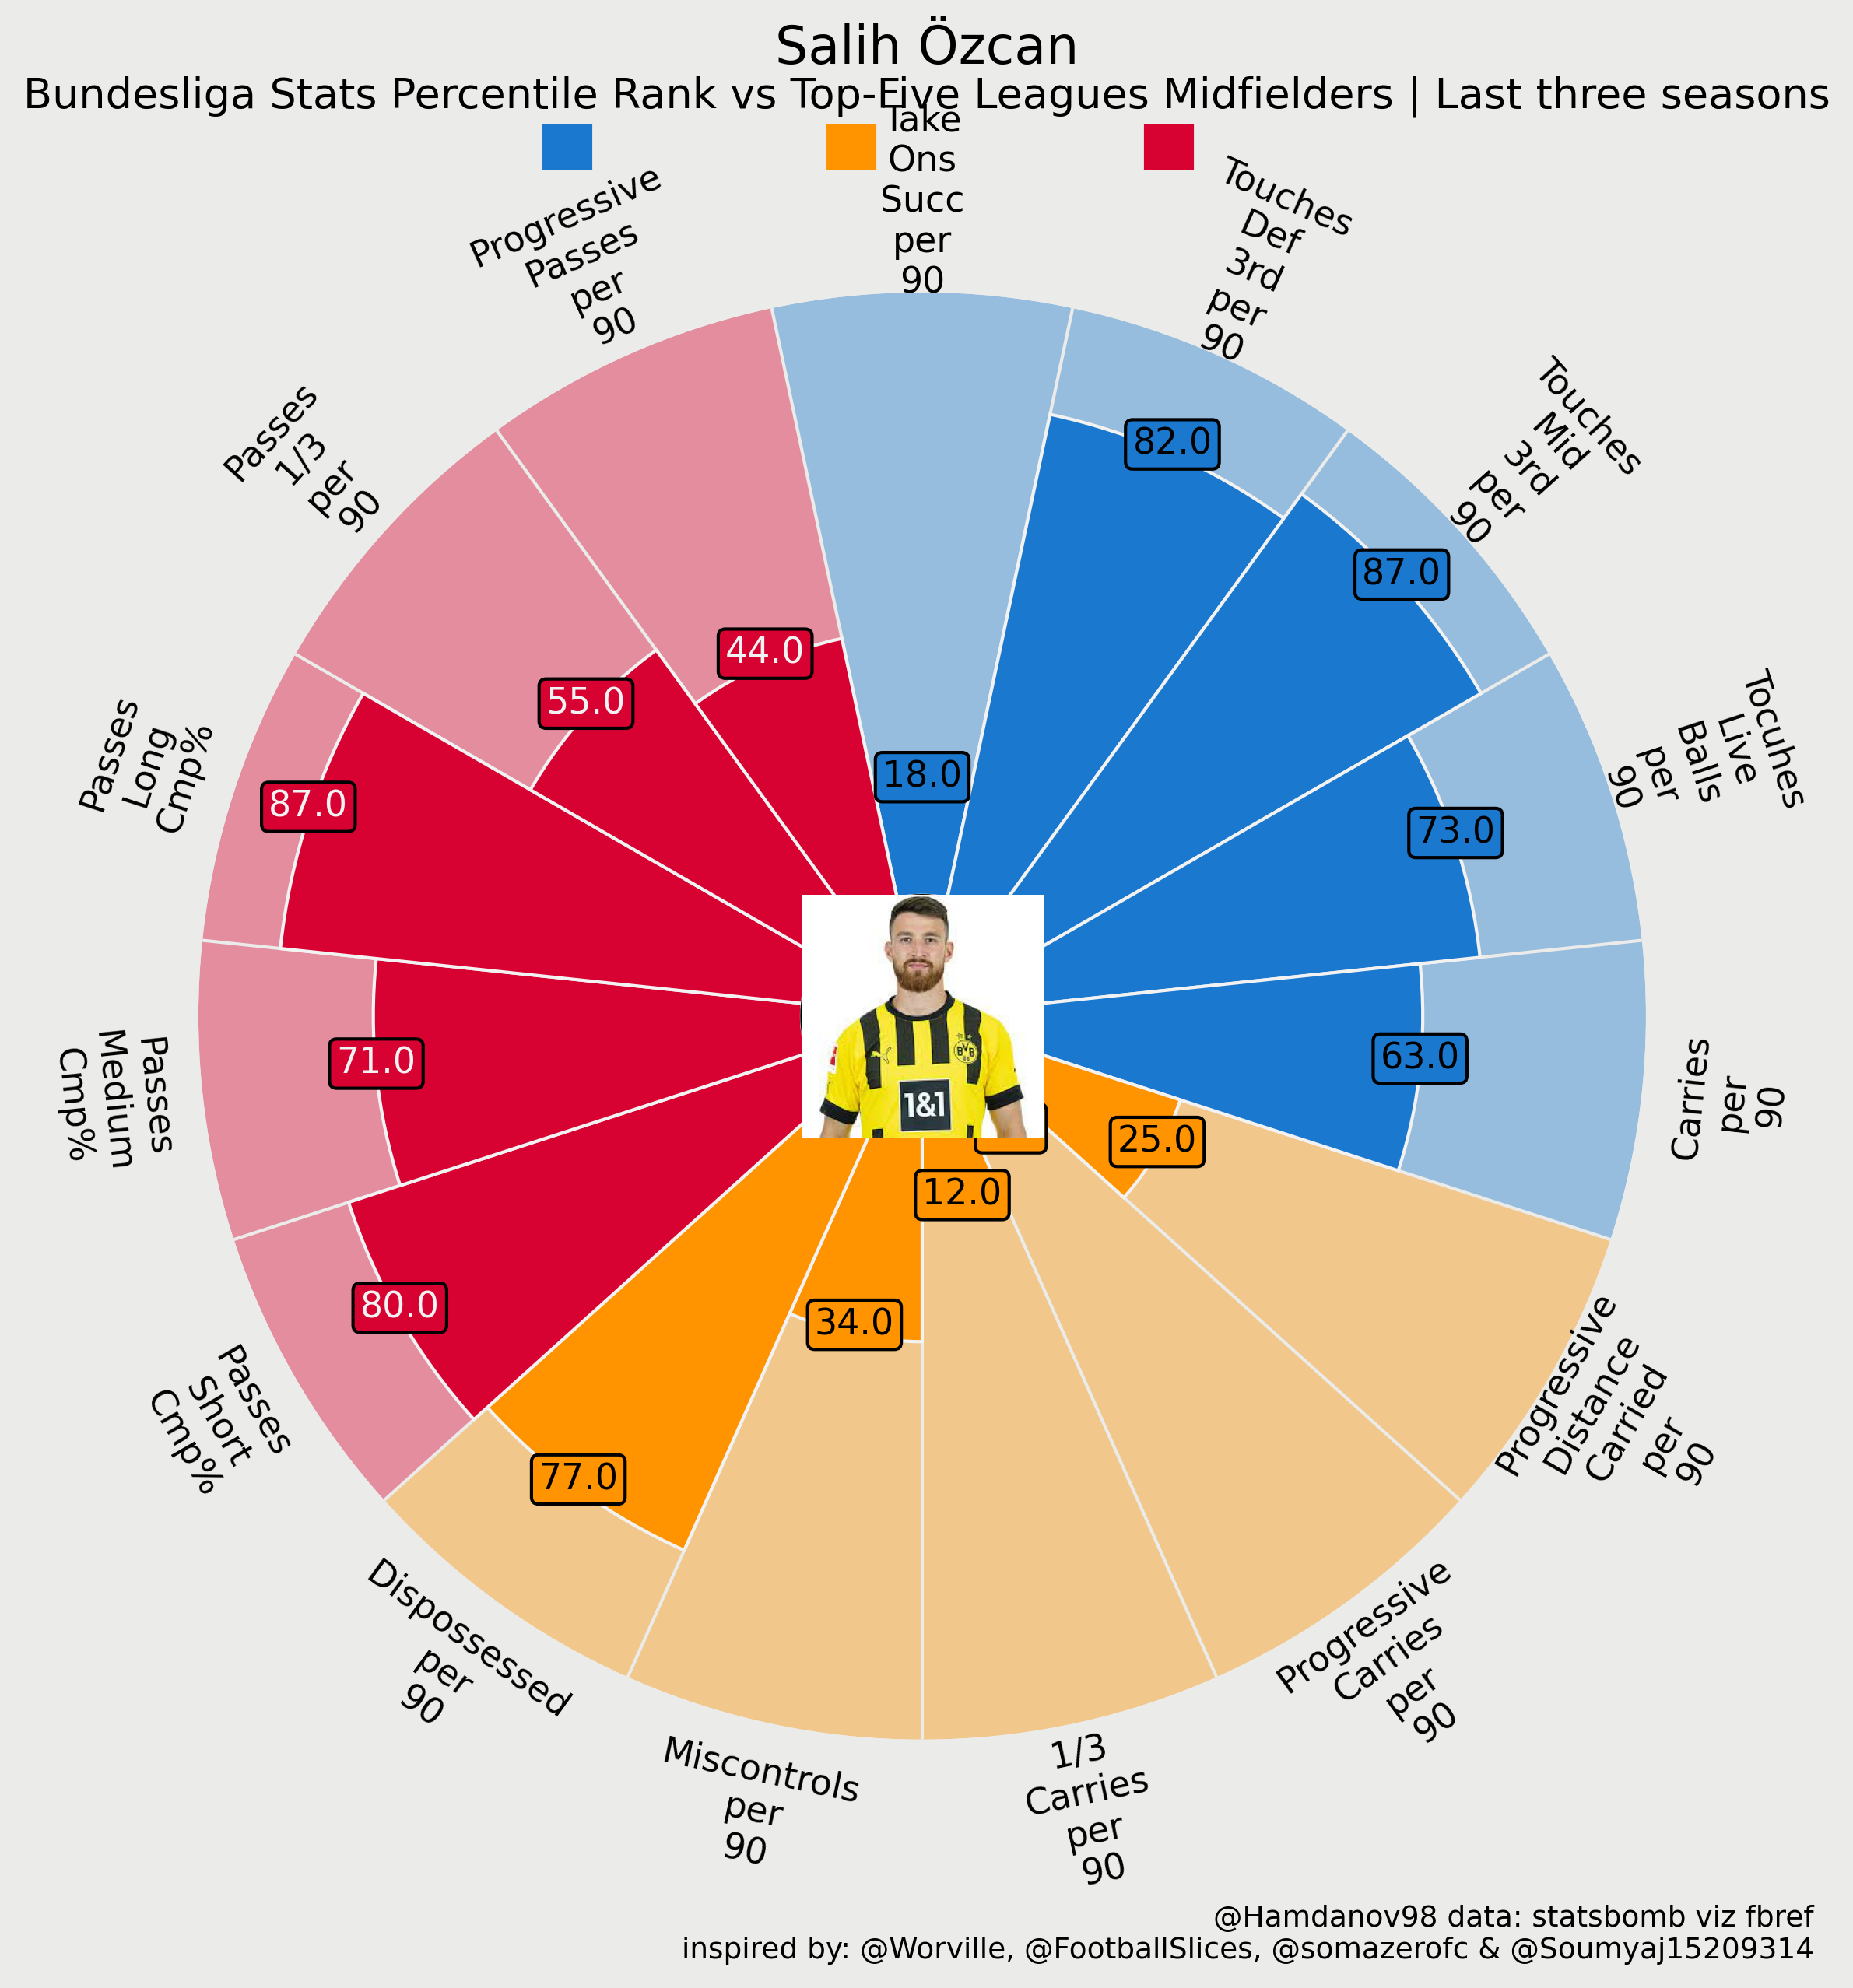 Salih Özcan
Bundesliga Stats Percentile Rank vs Top-Five Leagues Midfielders | Last three seasons
Take
Ons
Succ
per
90
Touches
Def
3rd
per
90
Touches
Mid
3rd
per
90
Tocuhes
Live
Balls
per
90
Carries
per
90
Progressive
Distance
Carried
per
90
Progressive
Carries
per
90
1/3
Carries
per
90
Miscontrols
per
90
Dispossessed
per
90
Passes
Short
Cmp%
Passes
Medium
Cmp%
Passes
Long
Cmp%
Passes
1/3
per
90
Progressive
Passes
per
90
18.0
82.0
87.0
73.0
63.0
25.0
12.0
34.0
77.0
80.0
71.0
87.0
55.0
44.0
BVB
09
1&1
@Hamdanov98 data: statsbomb viz fbref
inspired by: @Worville, @FootballSlices, @somazerofc & @Soumyaj15209314